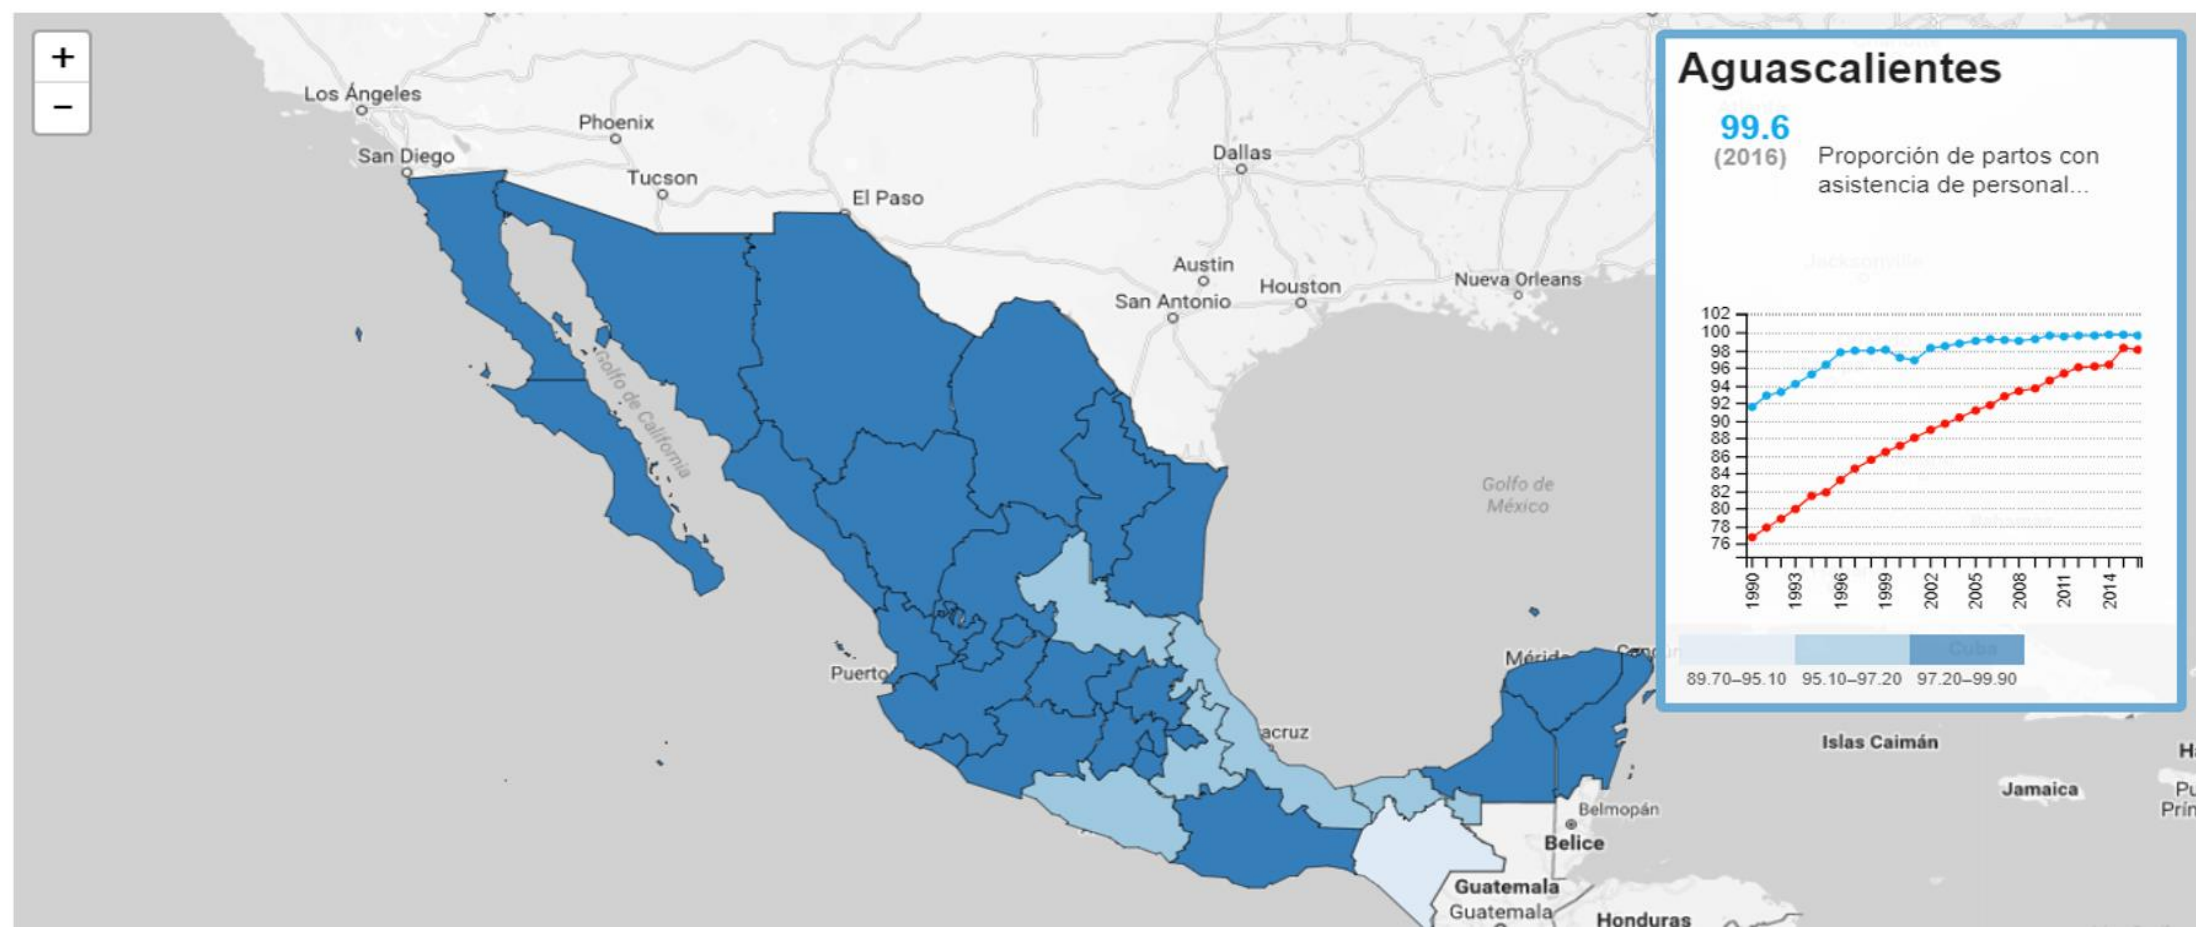 +
−
Los Ángeles
Phoenix
San Diego
Tucson
El Paso
Dallas
Austin
Houston
San Antonio
Nueva Orleans
Golfo de California
Golfo de
México
Puerto
acruz
Mérida
Islas Caimán
Jamaica
Belmopán
Belice
Guatemala
Guatemala
Honduras
Aguascalientes
99.6
(2016)
Proporción de partos con
asistencia de personal...
Jacksonville
102
100
98
96
94
92
90
88
86
84
82
80
78
76
1990 1993 1996 1999 2002 2005 2008 2011 2014
Cuba
89.70–95.10 95.10–97.20 97.20–99.90